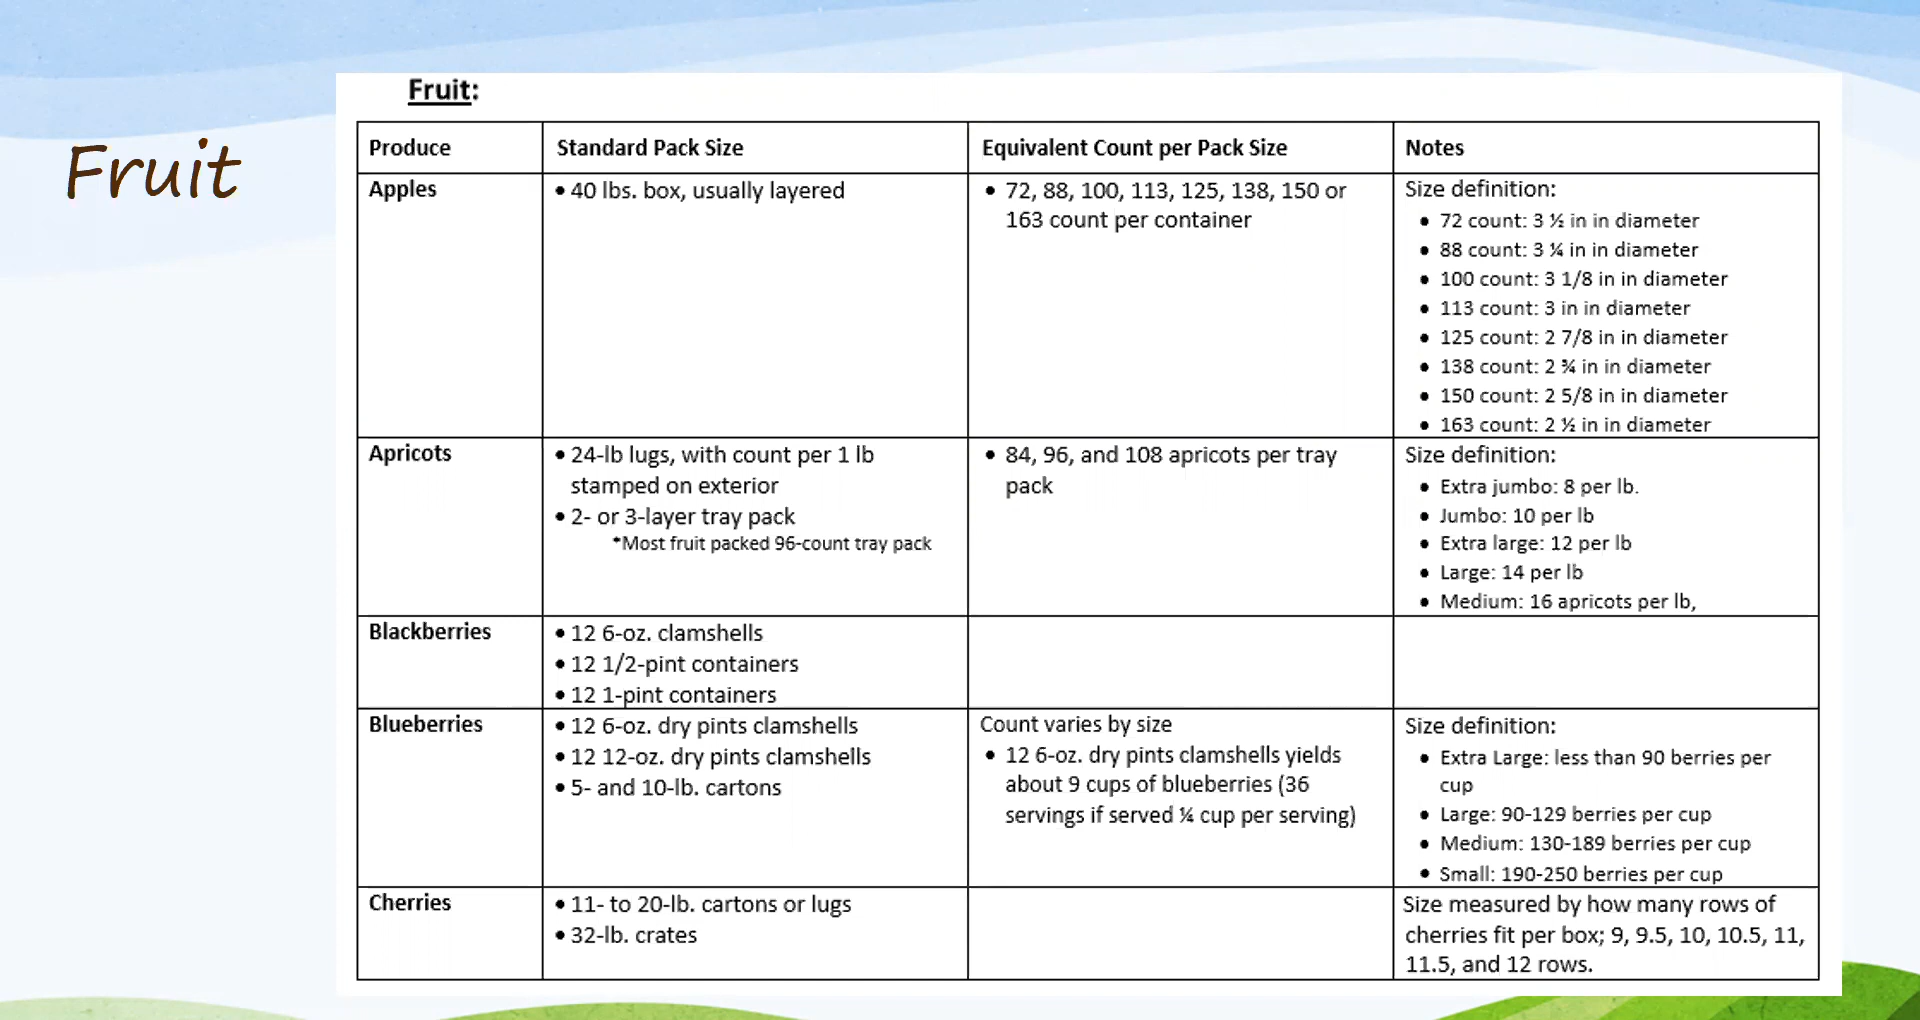 Fruit
Fruit:
Produce
Standard Pack Size
Equivalent Count per Pack Size
Notes
Apples
• 40 lbs. box, usually layered
• 72, 88, 100, 113, 125, 138, 150 or
163 count per container
Size definition:
• 72 count: 3 ½ in in diameter
• 88 count: 3 ¼ in in diameter
• 100 count: 3 1/8 in in diameter
• 113 count: 3 in in diameter
• 125 count: 2 7/8 in in diameter
• 138 count: 2 ¾ in in diameter
• 150 count: 2 5/8 in in diameter
• 163 count: 2 ½ in in diameter
Apricots
• 24-lb lugs, with count per 1 lb
stamped on exterior
• 2- or 3-layer tray pack
*Most fruit packed 96-count tray pack
• 84, 96, and 108 apricots per tray
pack
Size definition:
• Extra jumbo: 8 per lb.
• Jumbo: 10 per lb
• Extra large: 12 per lb
• Large: 14 per lb
• Medium: 16 apricots per lb,
Blackberries
• 12 6-oz. clamshells
• 12 1/2-pint containers
• 12 1-pint containers
Blueberries
• 12 6-oz. dry pints clamshells
• 12 12-oz. dry pints clamshells
• 5- and 10-lb. cartons
Count varies by size
• 12 6-oz. dry pints clamshells yields
about 9 cups of blueberries (36
servings if served ¼ cup per serving)
Size definition:
• Extra Large: less than 90 berries per
cup
• Large: 90-129 berries per cup
• Medium: 130-189 berries per cup
• Small: 190-250 berries per cup
Cherries
• 11- to 20-lb. cartons or lugs
• 32-lb. crates
Size measured by how many rows of
cherries fit per box; 9, 9.5, 10, 10.5, 11,
11.5, and 12 rows.